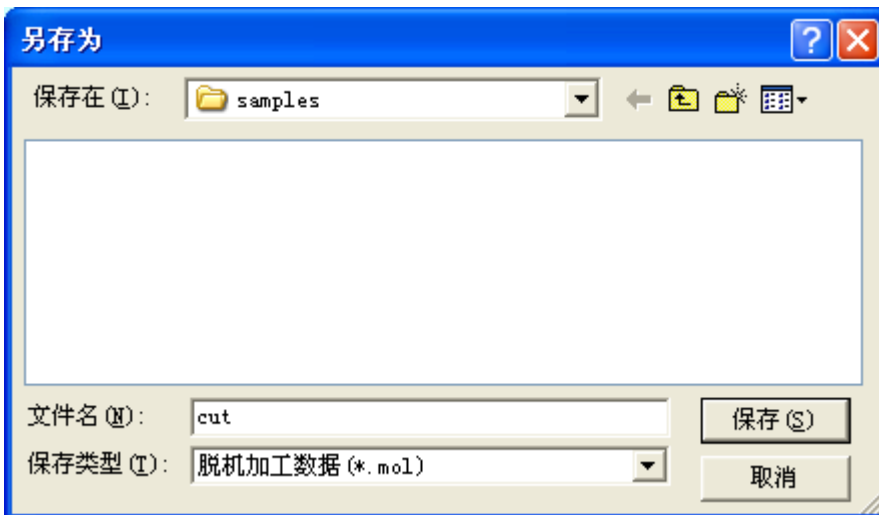 另存为
保存在(I):
samples
文件名(N):
cut
保存(S)
保存类型(T):
脱机加工数据(*.mol)
取消